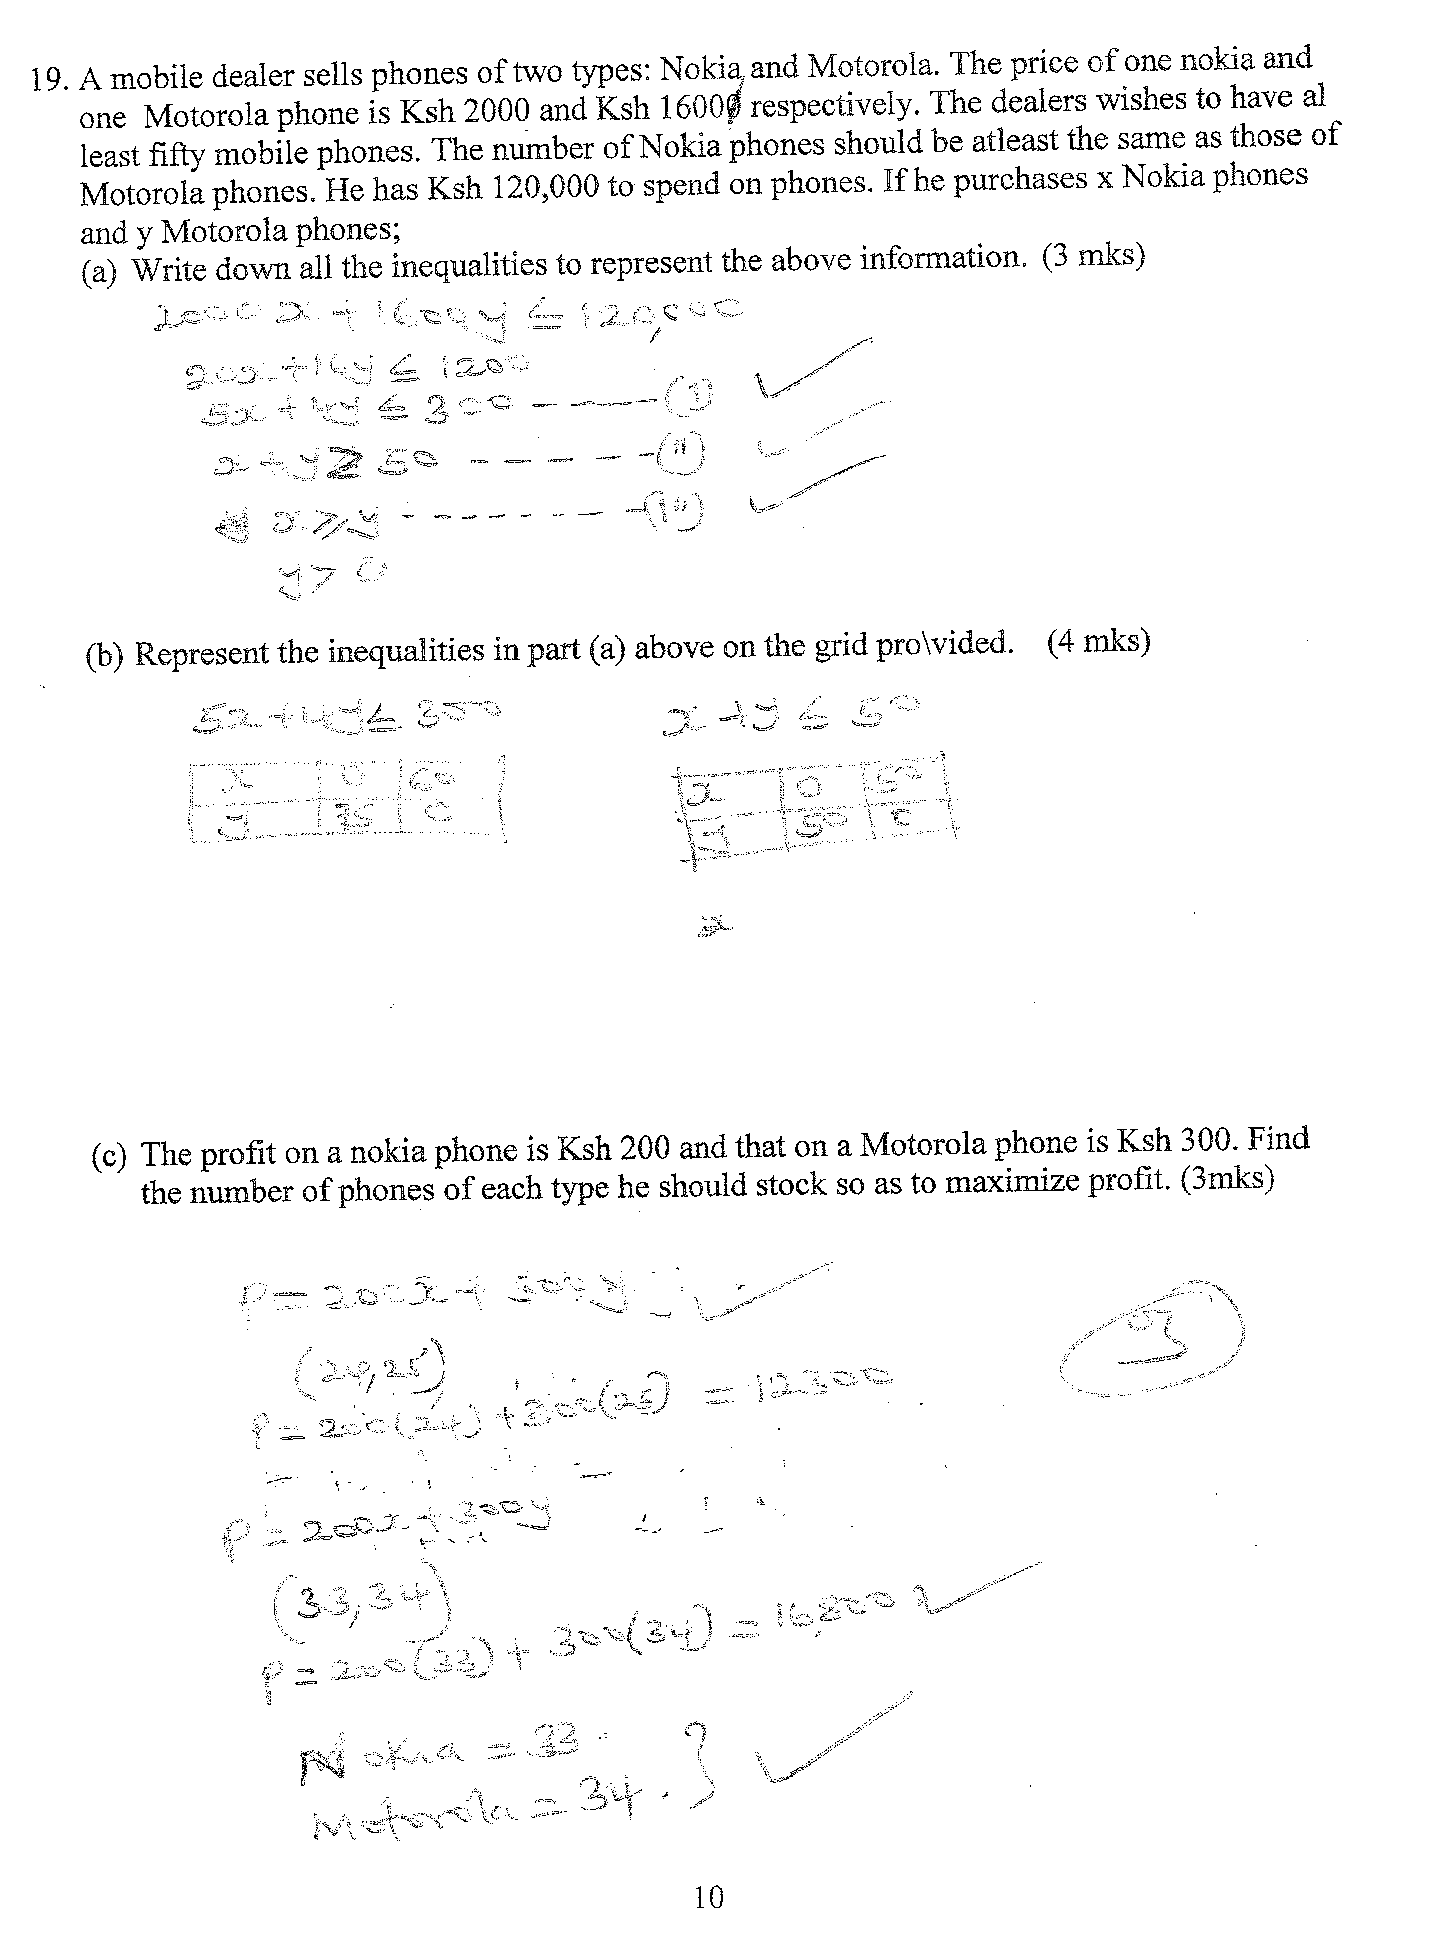 19. A mobile dealer sells phones of two types: Nokia and Motorola. The price of one nokia and
one Motorola phone is Ksh 2000 and Ksh 1600 respectively. The dealers wishes to have al
least fifty mobile phones. The number of Nokia phones should be atleast the same as those of
Motorola phones. He has Ksh 120,000 to spend on phones. If he purchases x Nokia phones
and y Motorola phones;
(a) Write down all the inequalities to represent the above information. (3 mks)
2000x + 1600y ≤ 120,000
20x + 16y ≤ 1200
5x + 4y ≤ 300 ------(i)
x + y ≥ 50 ------(ii)
x ≥ y --------(iii)
y > 0
(b) Represent the inequalities in part (a) above on the grid pro\vided. (4 mks)
5x + 4y ≤ 300 x + y ≤ 50
x 0 60 x 0 50
y 75 0 y 50 0
x
(c) The profit on a nokia phone is Ksh 200 and that on a Motorola phone is Ksh 300. Find
the number of phones of each type he should stock so as to maximize profit. (3mks)
P = 200x + 300y
(24,25)
P = 200(24) + 300(25) = 12300
P = 200x + 300y
(33,34)
P = 200(33) + 300(34) = 16,800
Nokia = 33.
Motorola = 34. }
10